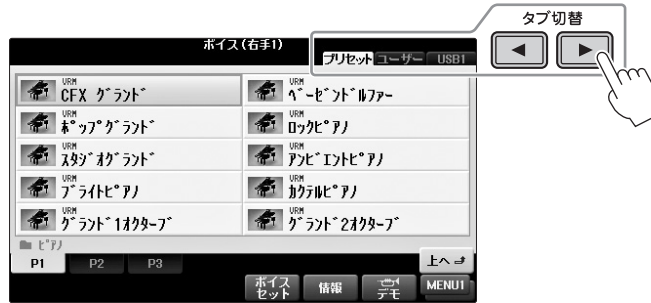 タブ切替
ボイス(右手1)
プリセット ユーザー USB1
VRM CFX グランド
VRM ベーゼンドルファー
VRM ポップグランド
VRM ロックピアノ
VRM スタジオグランド
VRM アンビエントピアノ
VRM ブライトピアノ
VRM カクテルピアノ
VRM グランド1オクターブ
VRM グランド2オクターブ
ピアノ
P1 P2 P3 上へ
ボイスセット 情報 デモ MENU1